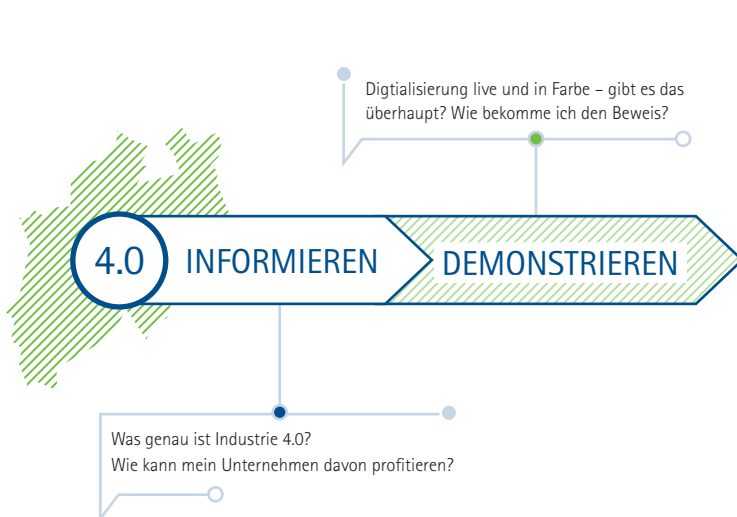 Digtialisierung live und in Farbe – gibt es das
überhaupt? Wie bekomme ich den Beweis?
4.0 INFORMIEREN DEMONSTRIEREN
Was genau ist Industrie 4.0?
Wie kann mein Unternehmen davon profitieren?